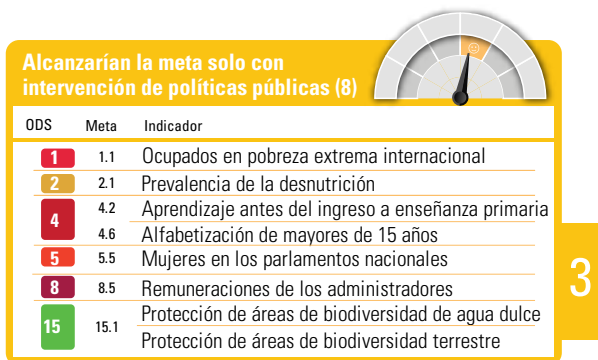 Alcanzarían la meta solo con
intervención de políticas públicas (8)
ODS Meta Indicador
1 1.1 Ocupados en pobreza extrema internacional
2 2.1 Prevalencia de la desnutrición
4 4.2 Aprendizaje antes del ingreso a enseñanza primaria
4.6 Alfabetización de mayores de 15 años
5 5.5 Mujeres en los parlamentos nacionales
8 8.5 Remuneraciones de los administradores
15 15.1 Protección de áreas de biodiversidad de agua dulce
Protección de áreas de biodiversidad terrestre
3